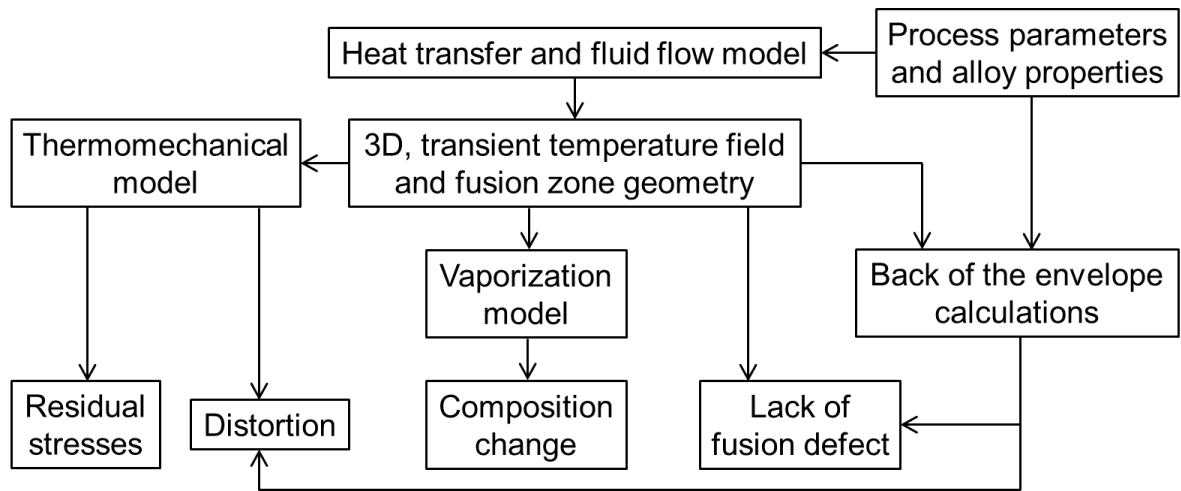 Heat transfer and fluid flow model
Process parameters
and alloy properties
Thermomechanical
model
3D, transient temperature field
and fusion zone geometry
Vaporization
model
Back of the envelope
calculations
Residual
stresses
Distortion
Composition
change
Lack of
fusion defect